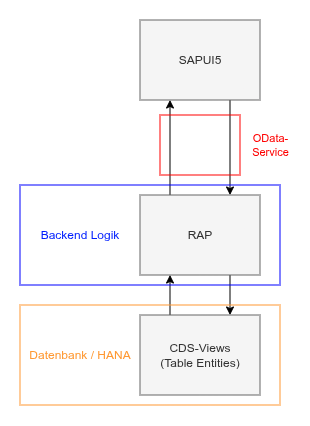 SAPUI5
OData-
Service
Backend Logik
RAP
Datenbank / HANA
CDS-Views
(Table Entities)